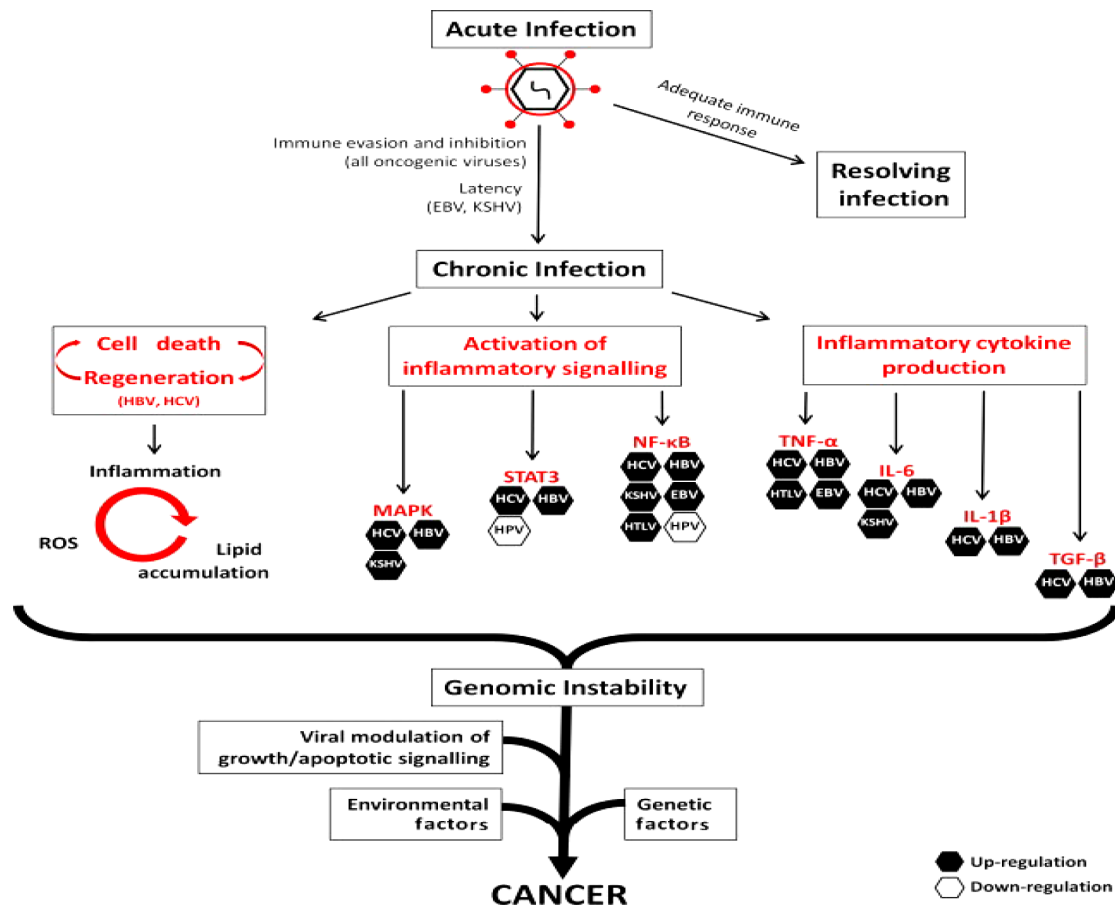 Acute Infection
Adequate immune
response
Immune evasion and inhibition
(all oncogenic viruses)
Latency
(EBV, KSHV)
Resolving
infection
Chronic Infection
Cell death
Regeneration
(HBV, HCV)
Activation of
inflammatory signalling
Inflammatory cytokine
production
Inflammation
ROS
Lipid
accumulation
MAPK
HCV HBV
KSHV
STAT3
HCV HBV
HPV
NF-κB
HCV HBV
KSHV EBV
HTLV HPV
TNF-α
HCV HBV
HTLV EBV
IL-6
HCV HBV
KSHV
IL-1β
HCV HBV
TGF-β
HCV HBV
Genomic Instability
Viral modulation of
growth/apoptotic signalling
Environmental
factors
Genetic
factors
CANCER
Up-regulation
Down-regulation